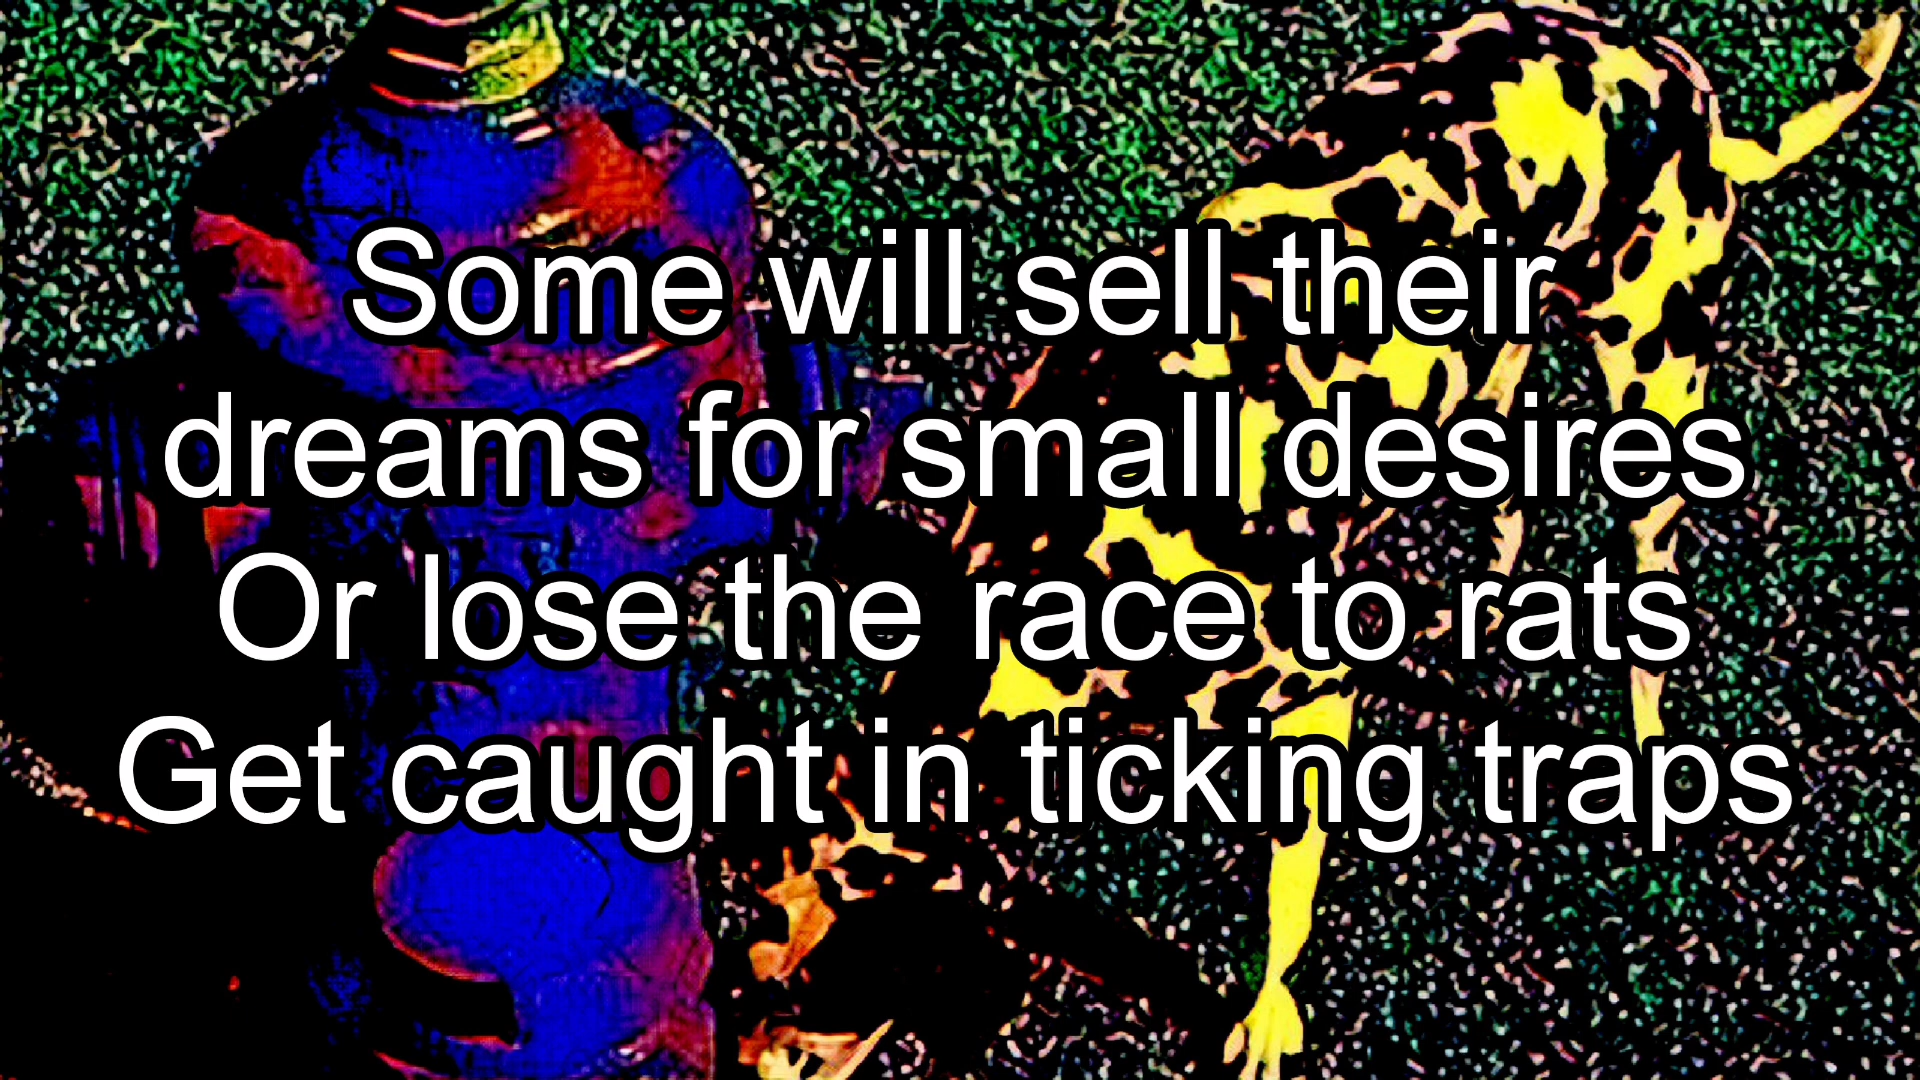 Some will sell their
dreams for small desires
Or lose the race to rats
Get caught in ticking traps